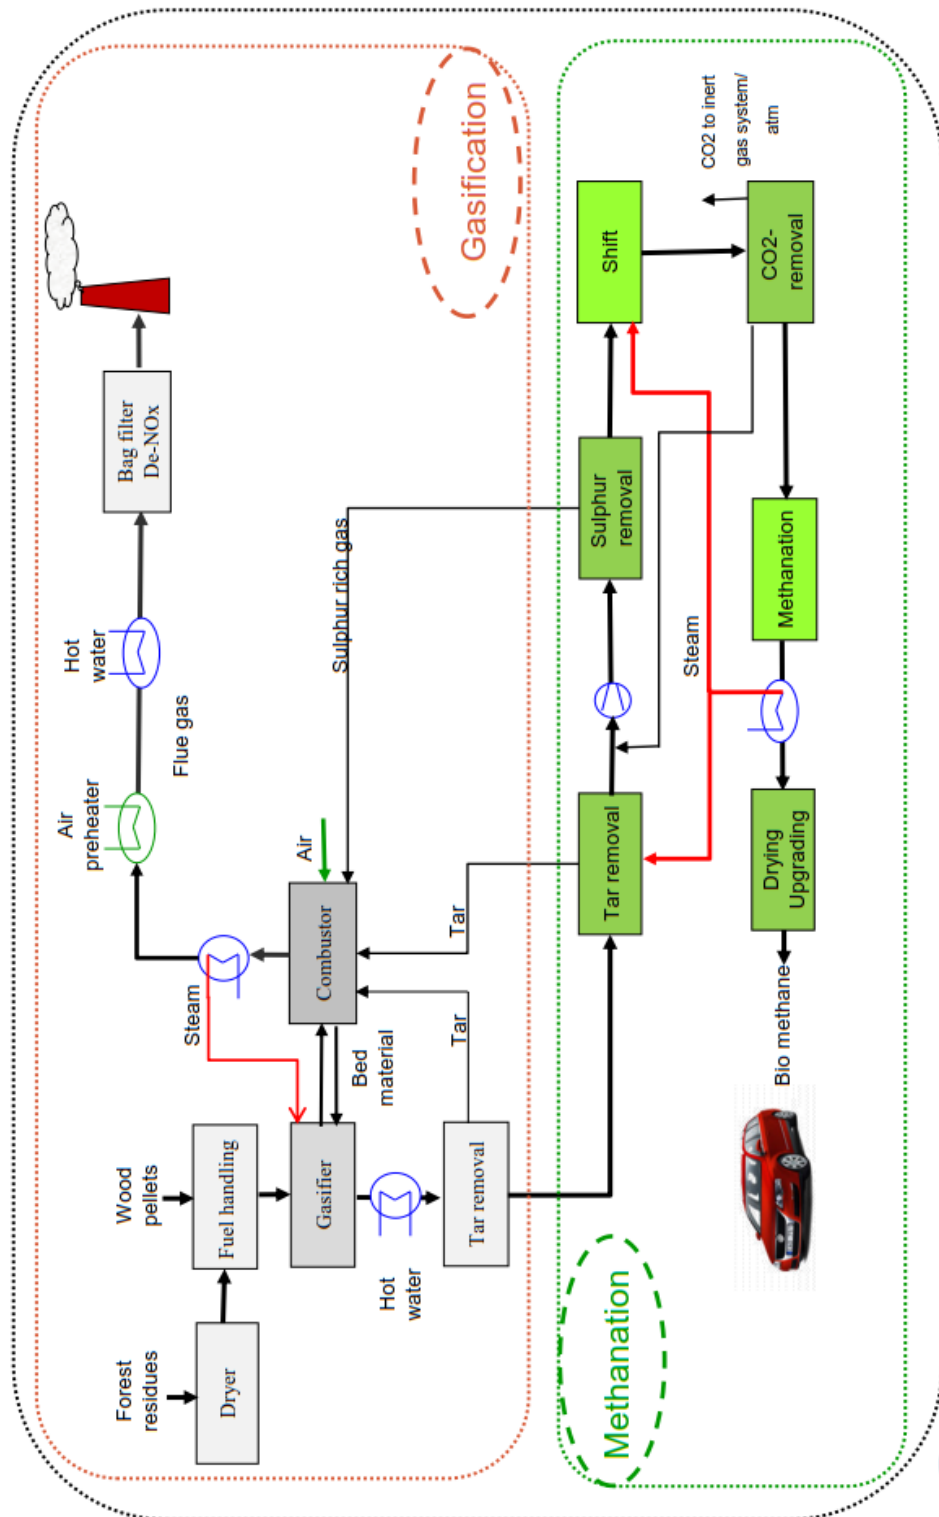 Forest
residues
Dryer
Wood
pellets
Fuel handling
Gasifier
Hot
water
Tar removal
Steam
Bed
material
Tar
Tar
Combustor
Air
Air
preheater
Flue gas
Hot
water
Bag filter
De-NOx
Sulphur rich gas
Gasification
Methanation
Tar removal
Sulphur
removal
Shift
CO2-
removal
CO2 to inert
gas system/
atm
Steam
Methanation
Drying
Upgrading
Bio methane